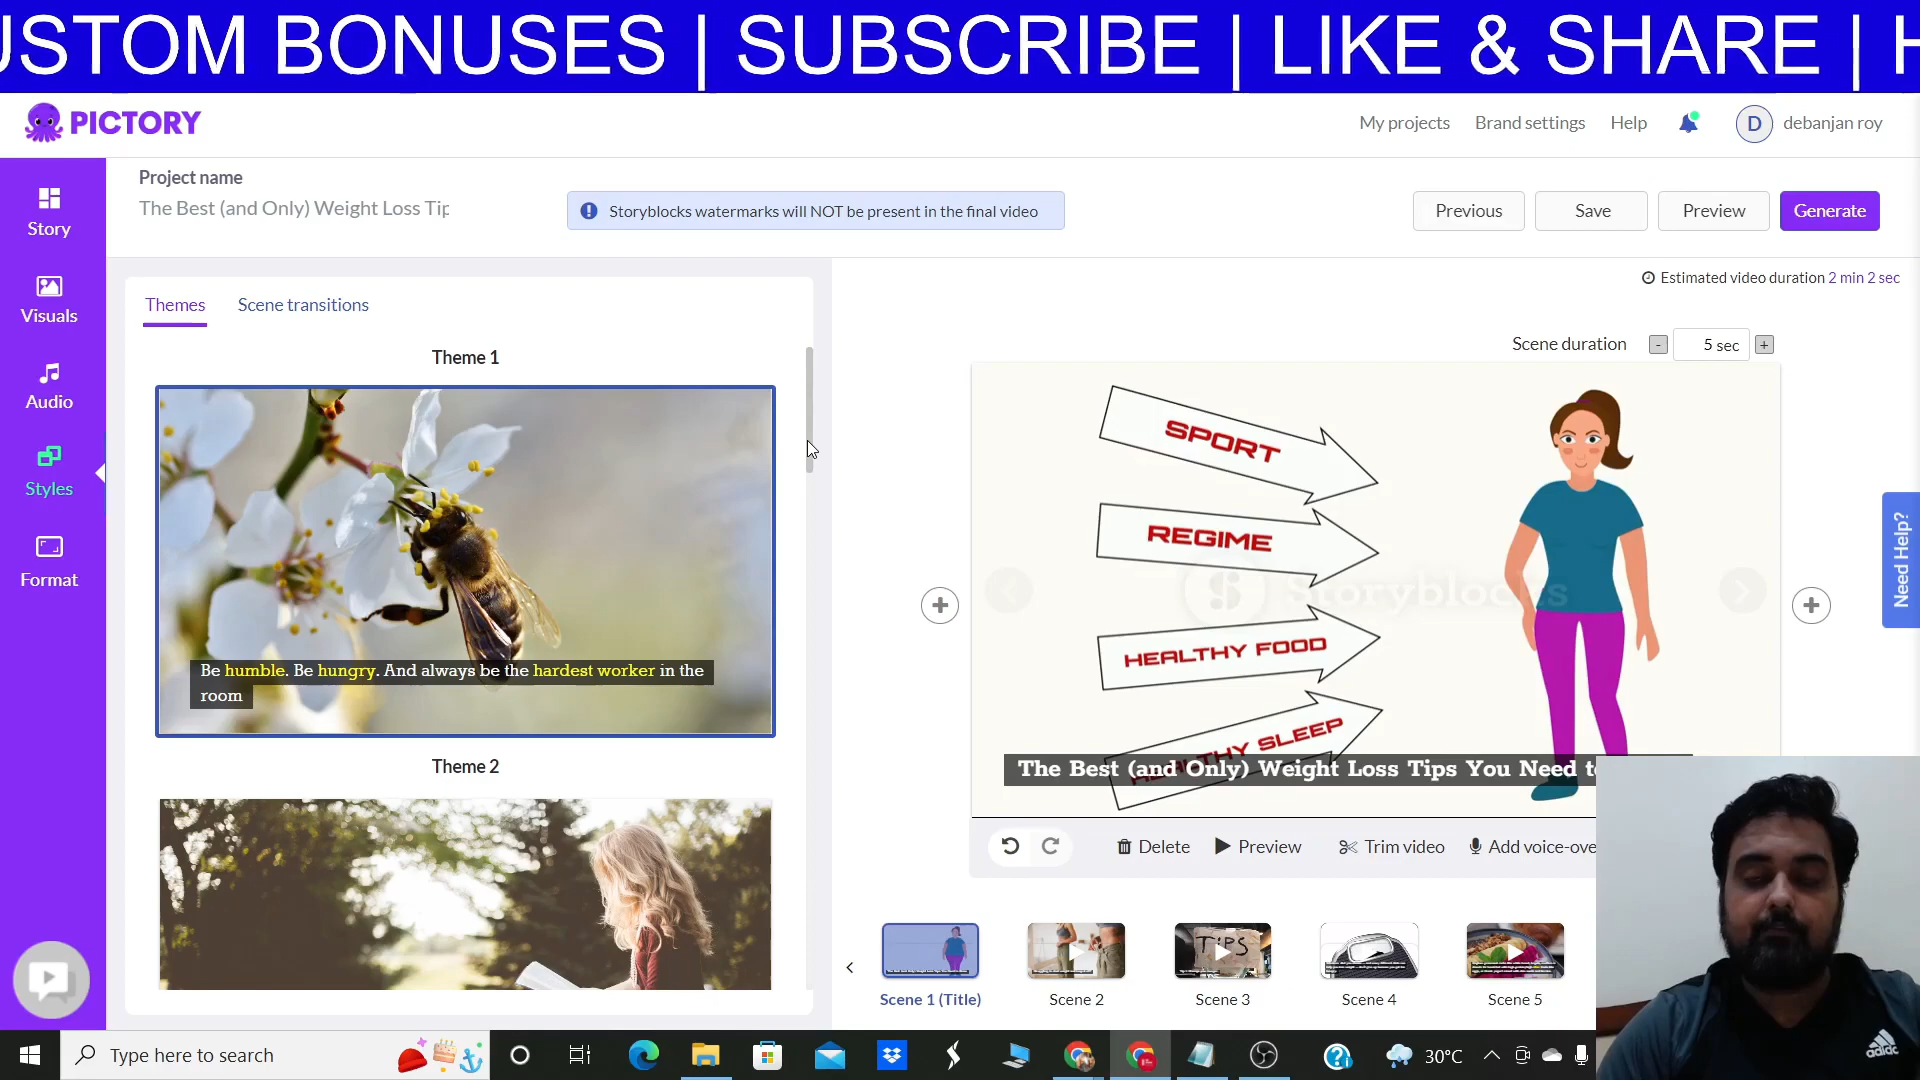 USTOM BONUSES | SUBSCRIBE | LIKE & SHARE | H
PICTORY
My projects
Brand settings
Help
D
debanjan roy
Story
Visuals
Audio
Styles
Format
Project name
The Best (and Only) Weight Loss Tip
Storyblocks watermarks will NOT be present in the final video
Previous
Save
Preview
Generate
Estimated video duration 2 min 2 sec
Themes
Scene transitions
Theme 1
Be humble. Be hungry. And always be the hardest worker in the
room
Theme 2
Scene duration
-
5 sec
+
SPORT
REGIME
Storyblocks
HEALTHY FOOD
HEALTHY SLEEP
The Best (and Only) Weight Loss Tips You Need t
Need Help?
Delete
Preview
Trim video
Add voice-ove
TIPS
Scene 1 (Title)
Scene 2
Scene 3
Scene 4
Scene 5
Type here to search
30°C
adidas